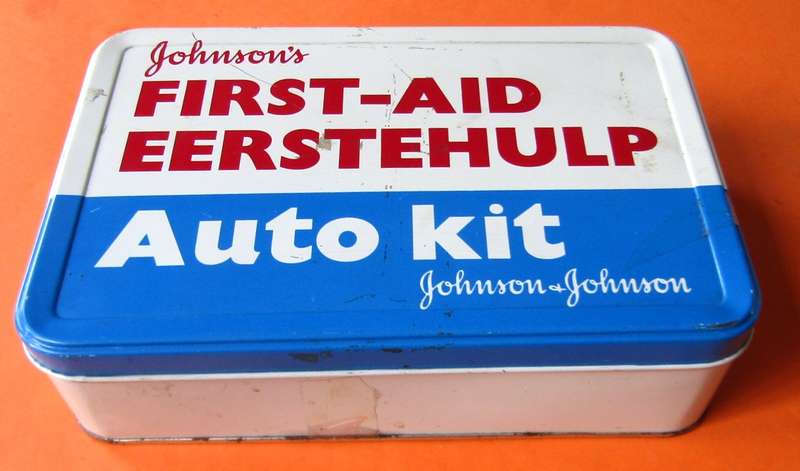 Johnson's
FIRST-AID
EERSTEHULP
Auto kit
Johnson & Johnson